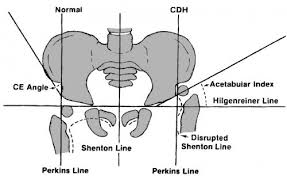 Normal
CDH
CE Angle
Acetabular Index
Hilgenreiner Line
Shenton Line
Disrupted
Shenton Line
Perkins Line
Perkins Line